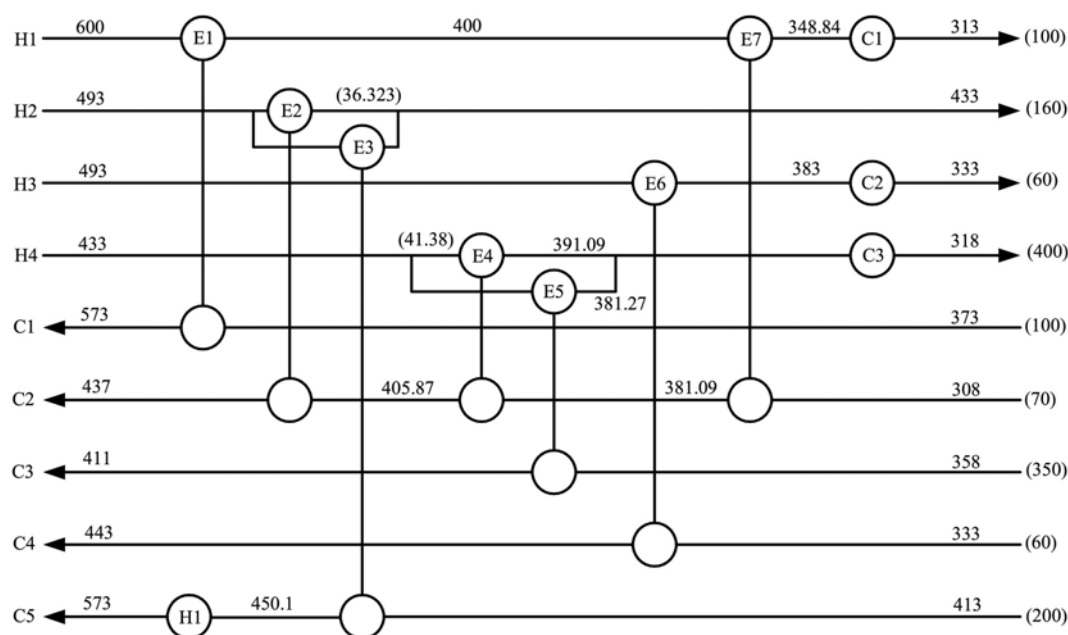 H1 600 E1 400 E7 348.84 C1 313 (100)
H2 493 E2 (36.323) 433 (160)
E3
H3 493 E6 383 C2 333 (60)
H4 433 (41.38) E4 391.09 C3 318 (400)
E5 381.27
C1 573 373 (100)
C2 437 405.87 381.09 308 (70)
C3 411 358 (350)
C4 443 333 (60)
C5 573 H1 450.1 413 (200)